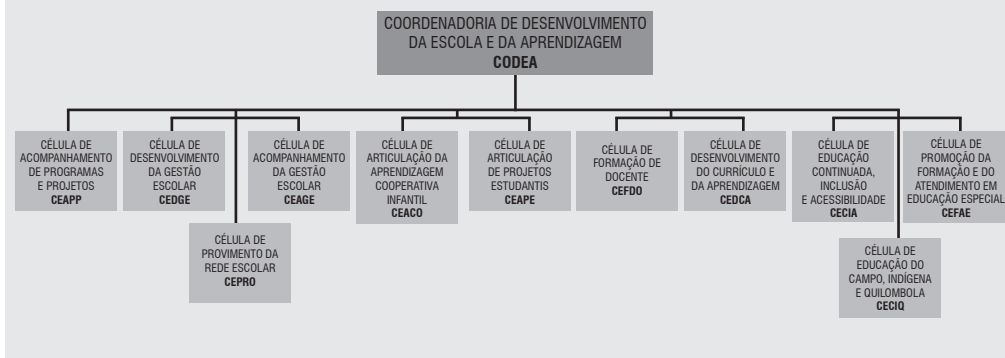 COORDENADORIA DE DESENVOLVIMENTO
DA ESCOLA E DA APRENDIZAGEM
CODEA
CÉLULA DE
ACOMPANHAMENTO
DE PROGRAMAS
E PROJETOS
CEAPP
CÉLULA DE
DESENVOLVIMENTO
DA GESTÃO
ESCOLAR
CEDGE
CÉLULA DE
ACOMPANHAMENTO
DA GESTÃO
ESCOLAR
CEAGE
CÉLULA DE
ARTICULAÇÃO DA
APRENDIZAGEM
COOPERATIVA
INFANTIL
CEACO
CÉLULA DE
ARTICULAÇÃO
DE PROJETOS
ESTUDANTIS
CEAPE
CÉLULA DE
FORMAÇÃO DE
DOCENTE
CEFDO
CÉLULA DE
DESENVOLVIMENTO
DO CURRÍCULO E
DA APRENDIZAGEM
CEDCA
CÉLULA DE
EDUCAÇÃO
CONTINUADA,
INCLUSÃO
E ACESSIBILIDADE
CECIA
CÉLULA DE
PROMOÇÃO DA
FORMAÇÃO E DO
ATENDIMENTO EM
EDUCAÇÃO ESPECIAL
CEFAE
CÉLULA DE
PROVIMENTO DA
REDE ESCOLAR
CEPRO
CÉLULA DE
EDUCAÇÃO DO
CAMPO, INDÍGENA
E QUILOMBOLA
CECIQ